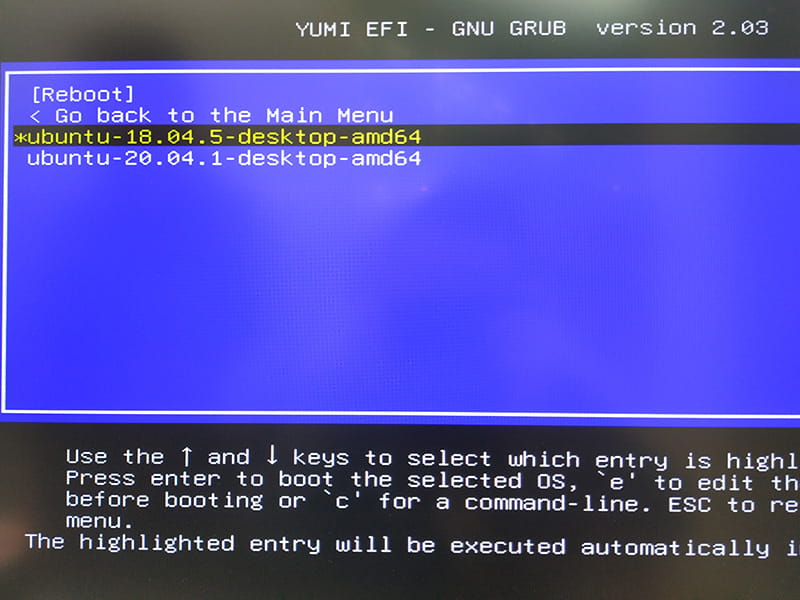 YUMI EFI - GNU GRUB version 2.03
[Reboot]
< Go back to the Main Menu
*ubuntu-18.04.5-desktop-amd64
ubuntu-20.04.1-desktop-amd64
Use the ↑ and ↓ keys to select which entry is highl
Press enter to boot the selected OS, `e' to edit th
before booting or `c' for a command-line. ESC to re
menu.
The highlighted entry will be executed automatically i